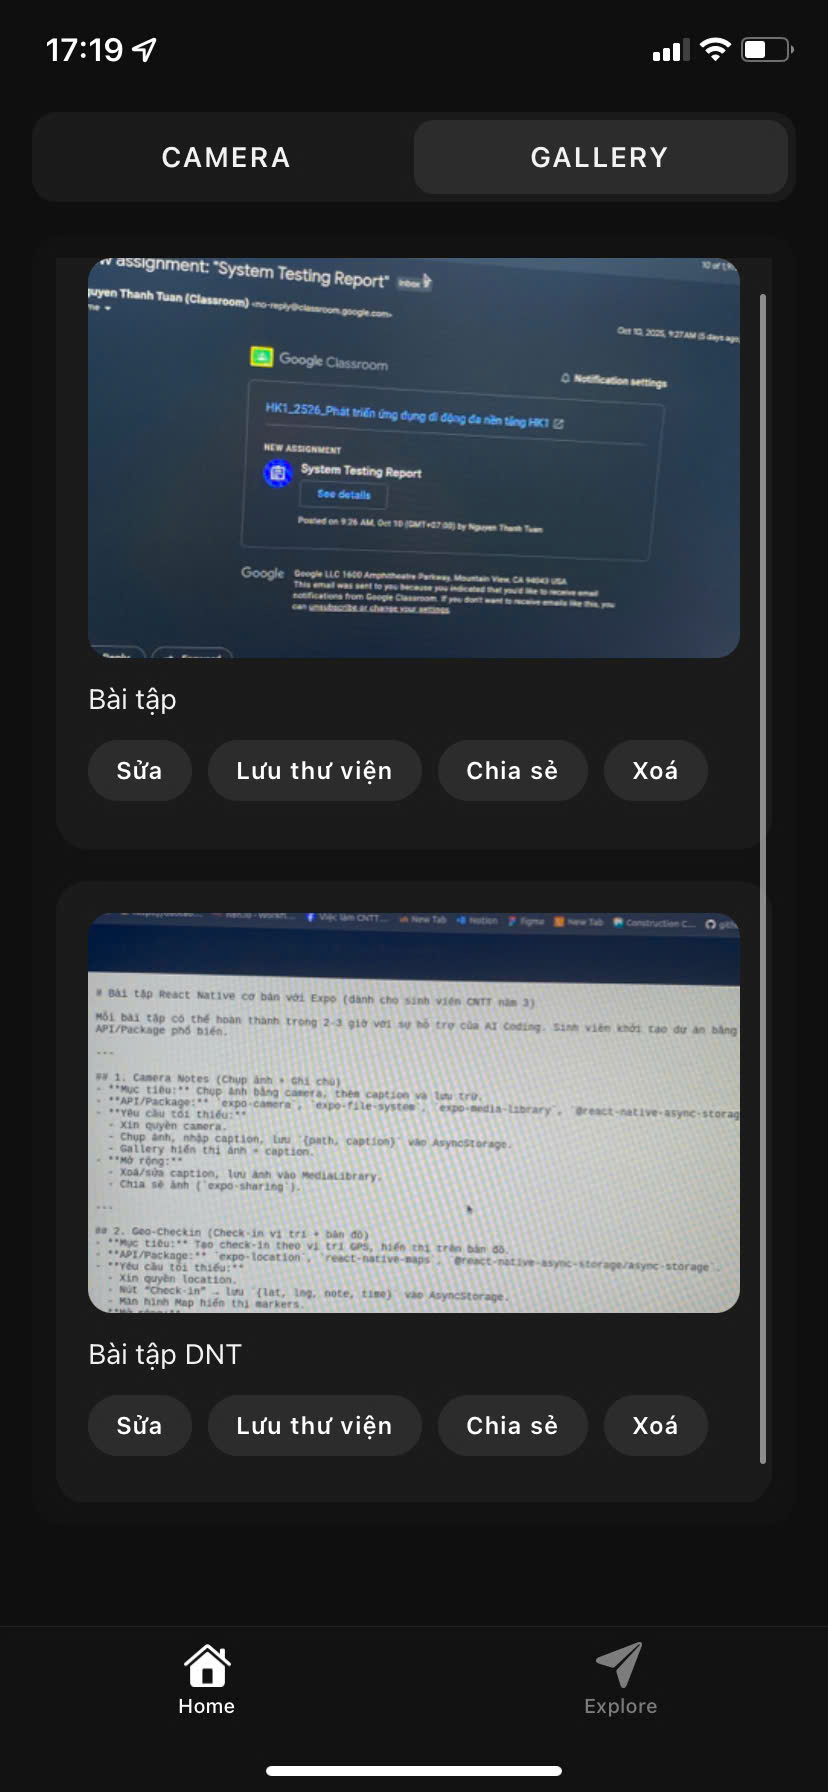 17:19
CAMERA
GALLERY
w assignment: "System Testing Report" Inbox
10 of
guyen Thanh Tuan (Classroom) <no-reply@classroom.google.com>
me
Oct 10, 2025, 9:27 AM (5 days ago
Google Classroom
Notification settings
HK1_2526_Phát triển ứng dụng di động đa nền tảng HK1
NEW ASSIGNMENT
System Testing Report
See details
Posted on 9:26 AM, Oct 10 (GMT+07:00) by Nguyen Thanh Tuan
Google
Google LLC 1600 Amphitheatre Parkway, Mountain View, CA 94043 USA
This email was sent to you because you indicated that you'd like to receive email
notifications from Google Classroom. If you don't want to receive emails like this, you
can unsubscribe or change your settings.
Bài tập
Sửa
Lưu thư viện
Chia sẻ
Xoá
Việc làm CNTT...
New Tab
Notion
Figma
New Tab
Construction C...
# Bài tập React Native cơ bản với Expo (dành cho sinh viên CNTT năm 3)
Mỗi bài tập có thể hoàn thành trong 2-3 giờ với sự hỗ trợ của AI Coding. Sinh viên khởi tạo dự án bằng
API/Package phổ biến.
---
## 1. Camera Notes (Chụp ảnh + Ghi chú)
- **Mục tiêu:** Chụp ảnh bằng camera, thêm caption và lưu trữ.
- **API/Package:** `expo-camera`, `expo-file-system`, `expo-media-library`, `@react-native-async-storag
- **Yêu cầu tối thiểu:**
- Xin quyền camera.
- Chụp ảnh, nhập caption, lưu `{path, caption}` vào AsyncStorage.
- Gallery hiển thị ảnh + caption.
- **Mở rộng:**
- Xoá/sửa caption, lưu ảnh vào MediaLibrary.
- Chia sẻ ảnh (`expo-sharing`).
---
## 2. Geo-Checkin (Check-in vị trí + bản đồ)
- **Mục tiêu:** Tạo check-in theo vị trí GPS, hiển thị trên bản đồ.
- **API/Package:** `expo-location`, `react-native-maps`, `@react-native-async-storage/async-storage`.
- **Yêu cầu tối thiểu:**
- Xin quyền location.
- Nút "Check-in" → lưu `{lat, lng, note, time}` vào AsyncStorage.
- Màn hình Map hiển thị markers.
Bài tập DNT
Sửa
Lưu thư viện
Chia sẻ
Xoá
Home
Explore